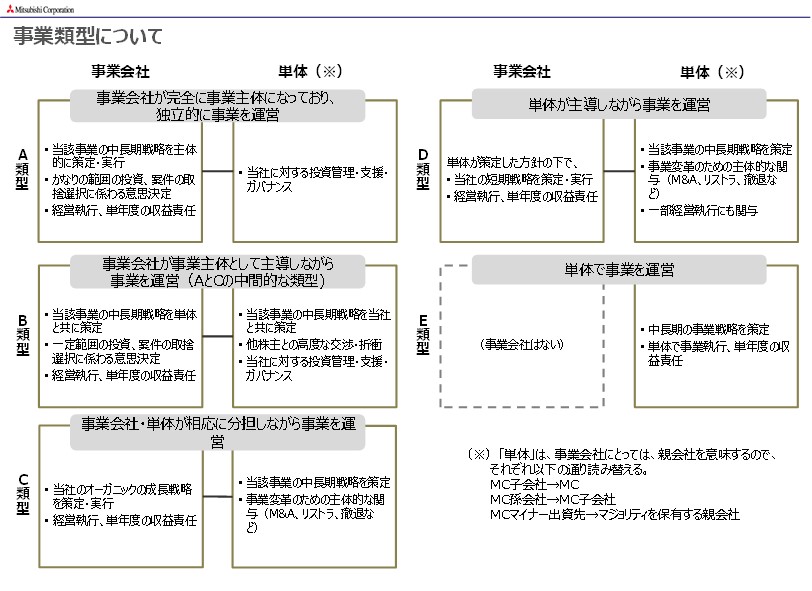 Mitsubishi Corporation
事業類型について
事業会社
単体（※）
事業会社が完全に事業主体になっており、
独立的に事業を運営
A
類
型
・当該事業の中長期戦略を主体
的に策定・実行
・かなりの範囲の投資、案件の取
捨選択に係わる意思決定
・経営執行、単年度の収益責任
・当社に対する投資管理・支援・
ガバナンス
事業会社が事業主体として主導しながら
事業を運営（AとCの中間的な類型)
B
類
型
・当該事業の中長期戦略を単体
と共に策定
・一定範囲の投資、案件の取捨
選択に係わる意思決定
・経営執行、単年度の収益責任
・当該事業の中長期戦略を当社
と共に策定
・他株主との高度な交渉・折衝
・当社に対する投資管理・支援・
ガバナンス
事業会社・単体が相応に分担しながら事業を運
営
C
類
型
・当社のオーガニックの成長戦略
を策定・実行
・経営執行、単年度の収益責任
・当該事業の中長期戦略を策定
・事業変革のための主体的な関
与（M&A、リストラ、撤退な
ど）
事業会社
単体（※）
単体が主導しながら事業を運営
D
類
型
単体が策定した方針の下で、
・当社の短期戦略を策定・実行
・経営執行、単年度の収益責任
・当該事業の中長期戦略を策定
・事業変革のための主体的な関
与（M&A、リストラ、撤退な
ど）
・一部経営執行にも関与
単体で事業を運営
E
類
型
（事業会社はない）
・中長期の事業戦略を策定
・単体で事業執行、単年度の収
益責任
（※）「単体」は、事業会社にとっては、親会社を意味するので、
それぞれ以下の通り読み替える。
MC子会社→MC
MC孫会社→MC子会社
MCマイナー出資先→マジョリティを保有する親会社